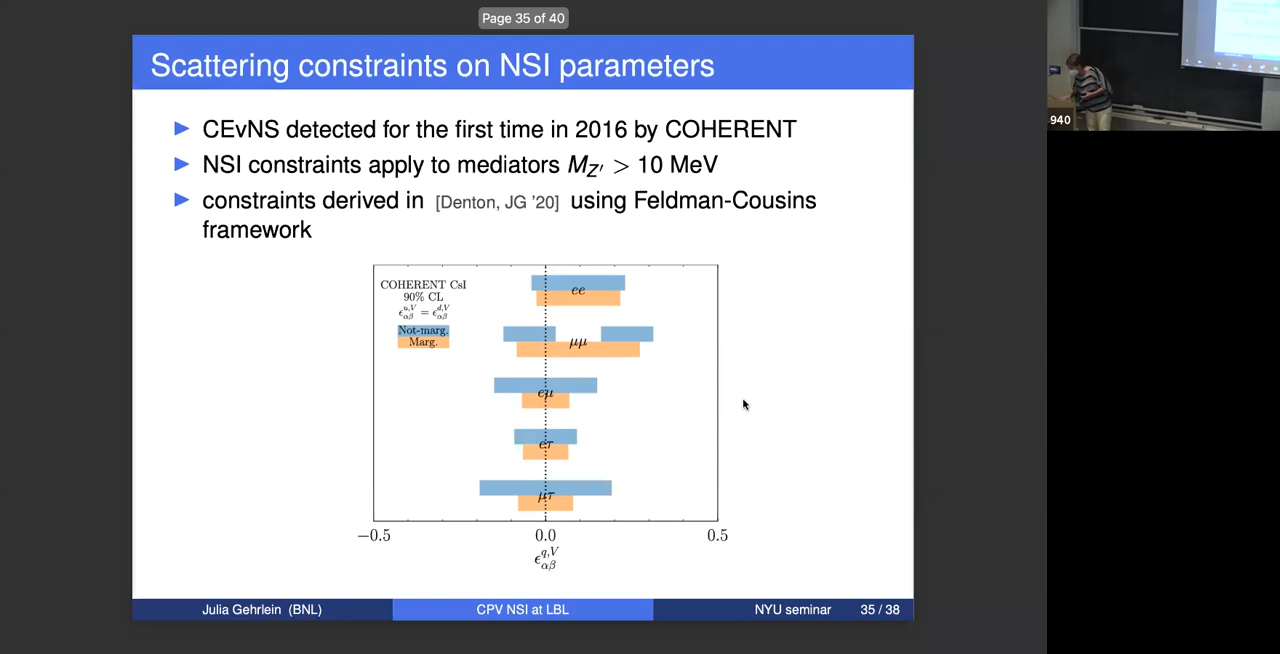 Page 35 of 40
Scattering constraints on NSI parameters
CEvNS detected for the first time in 2016 by COHERENT
NSI constraints apply to mediators M_{Z'} > 10 MeV
constraints derived in [Denton, JG '20] using Feldman-Cousins
framework
COHERENT CsI
90% CL
ϵ^{u,V}_{αβ} = ϵ^{d,V}_{αβ}
Not-marg.
Marg.
ee
μμ
eμ
eτ
μτ
−0.5 0.0 0.5
ϵ^{q,V}_{αβ}
Julia Gehrlein (BNL) CPV NSI at LBL NYU seminar 35 / 38
940